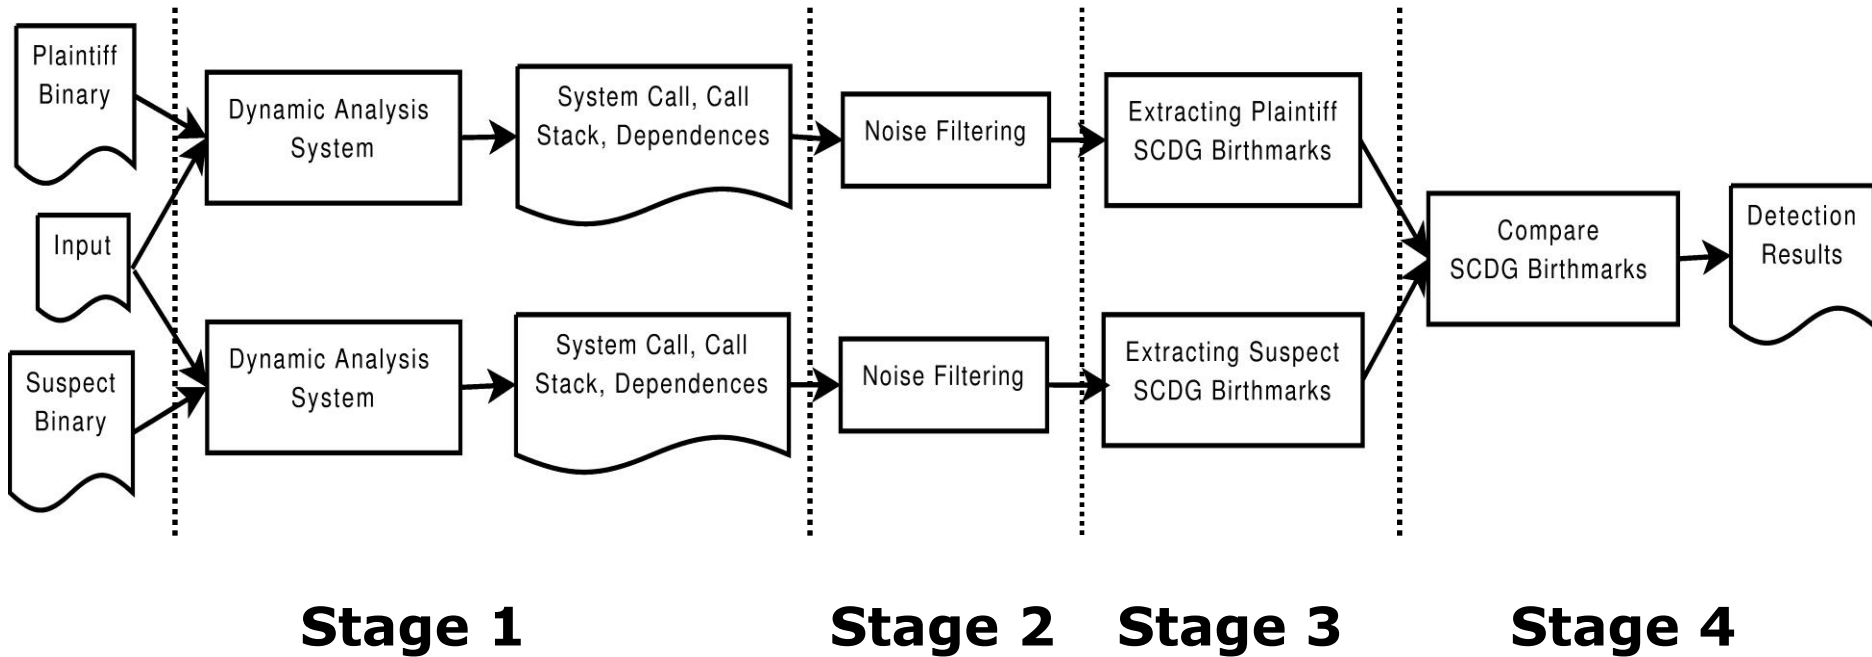 Plaintiff
Binary
Dynamic Analysis
System
System Call, Call
Stack, Dependences
Noise Filtering
Extracting Plaintiff
SCDG Birthmarks
Input
Compare
SCDG Birthmarks
Detection
Results
Suspect
Binary
Dynamic Analysis
System
System Call, Call
Stack, Dependences
Noise Filtering
Extracting Suspect
SCDG Birthmarks
Stage 1
Stage 2
Stage 3
Stage 4